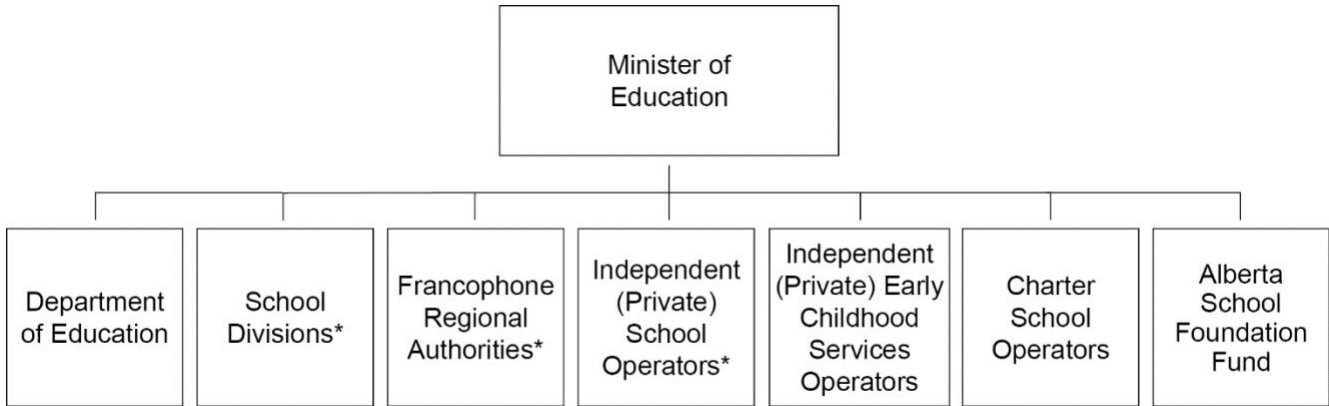 Minister of
Education
Department
of Education
School
Divisions*
Francophone
Regional
Authorities*
Independent
(Private)
School
Operators*
Independent
(Private) Early
Childhood
Services
Operators
Charter
School
Operators
Alberta
School
Foundation
Fund